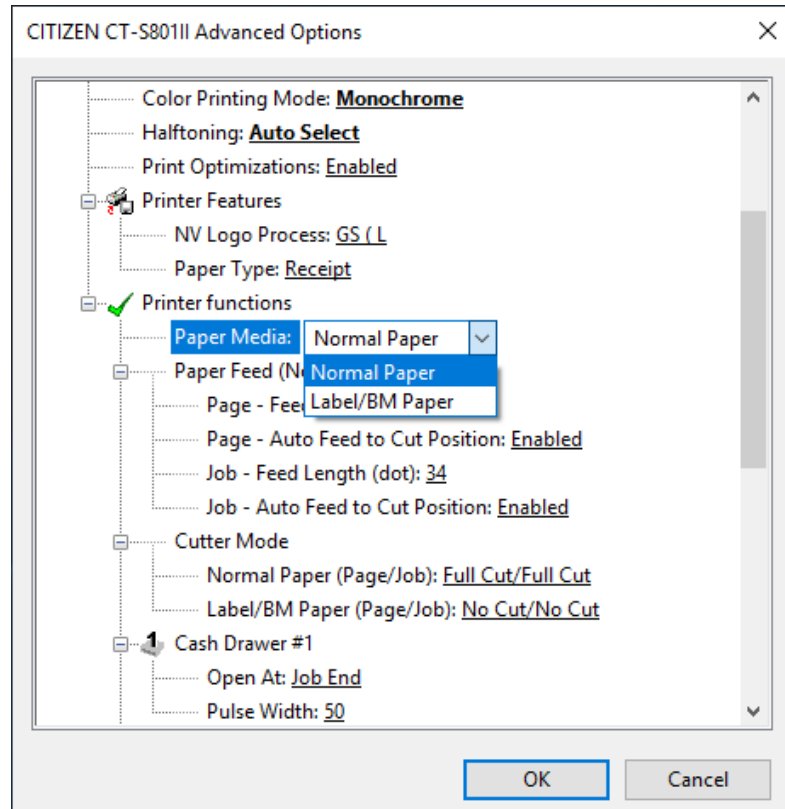 CITIZEN CT-S801II Advanced Options
Color Printing Mode: Monochrome
Halftoning: Auto Select
Print Optimizations: Enabled
Printer Features
NV Logo Process: GS ( L
Paper Type: Receipt
Printer functions
Paper Media: Normal Paper
Normal Paper
Label/BM Paper
Paper Feed
Page -
Page - Auto Feed to Cut Position: Enabled
Job - Feed Length (dot): 34
Job - Auto Feed to Cut Position: Enabled
Cutter Mode
Normal Paper (Page/Job): Full Cut/Full Cut
Label/BM Paper (Page/Job): No Cut/No Cut
1 Cash Drawer #1
Open At: Job End
Pulse Width: 50
OK
Cancel